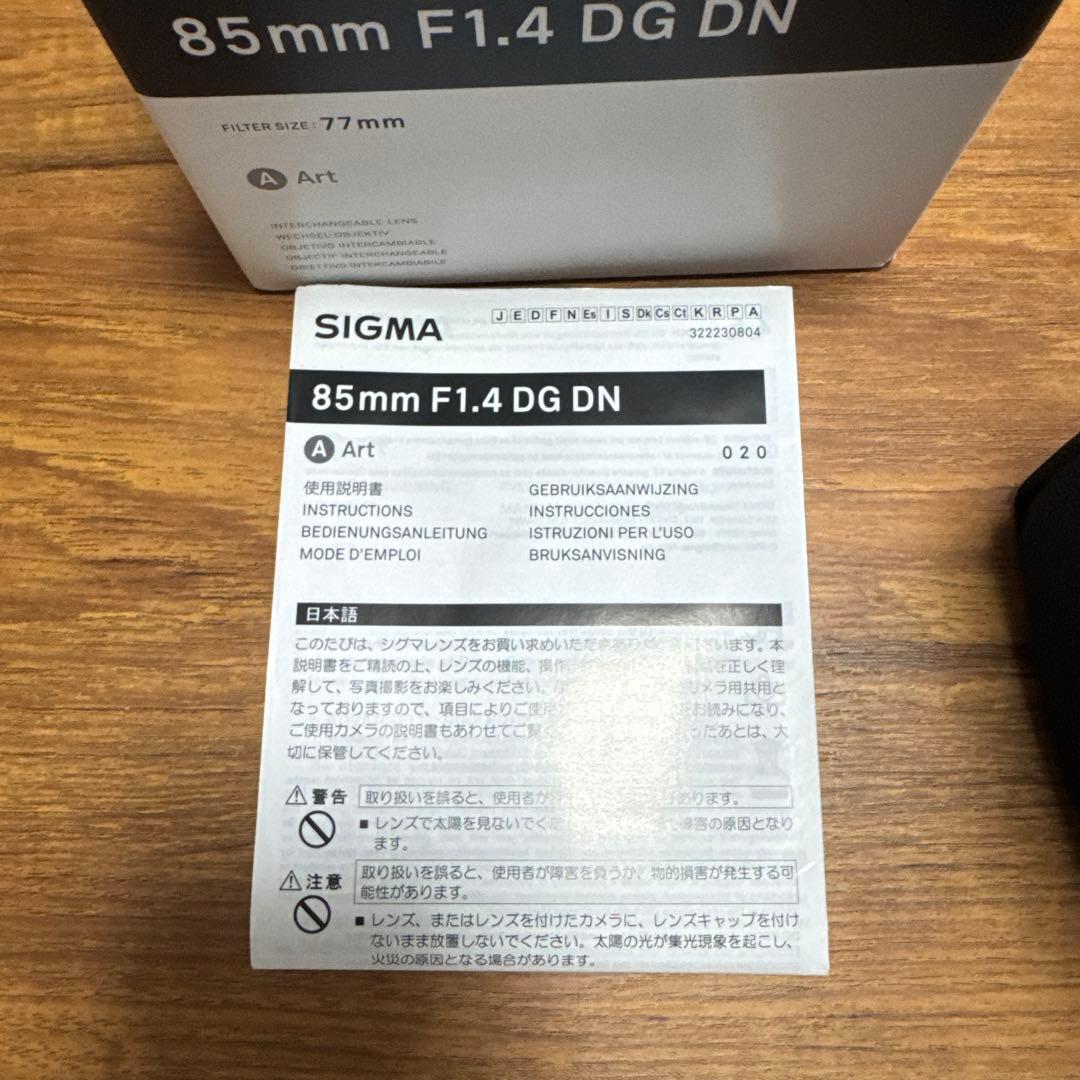 85mm F1.4 DG DN
FILTER SIZE: 77mm
A Art
INTERCHANGEABLE LENS
WECHSEL-OBJEKTIV
OBJETIVO INTERCAMBIABLE
OBJECTIF INTERCHANGEABLE
OBIETTIVO INTERCAMBIABILE
SIGMA
J E D F N Es I S Dk Cs Ct K R P A
322230804
85mm F1.4 DG DN
A Art
020
使用説明書
INSTRUCTIONS
BEDIENUNGSANLEITUNG
MODE D'EMPLOI
GEBRUIKSAANWIJZING
INSTRUCCIONES
ISTRUZIONI PER L'USO
BRUKSANVISNING
日本語
このたびは、シグマレンズをお買い求めいただきありがとうございます。本
説明書をご精読の上、レンズの機能、操作、を正しく理
解して、写真撮影をお楽しみください。メラ用共用と
なっておりますので、項目によりご使用をお読みになり、
ご使用カメラの説明書もあわせてご覧ったあとは、大
切に保管してください。
警告
取り扱いを誤ると、使用者があります。
■ レンズで太陽を見ないでく障害の原因となり
ます。
注意
取り扱いを誤ると、使用者が障害を負うか、物的損害が発生する可
能性があります。
■ レンズ、またはレンズを付けたカメラに、レンズキャップを付け
ないまま放置しないでください。太陽の光が集光現象を起こし、
火災の原因となる場合があります。